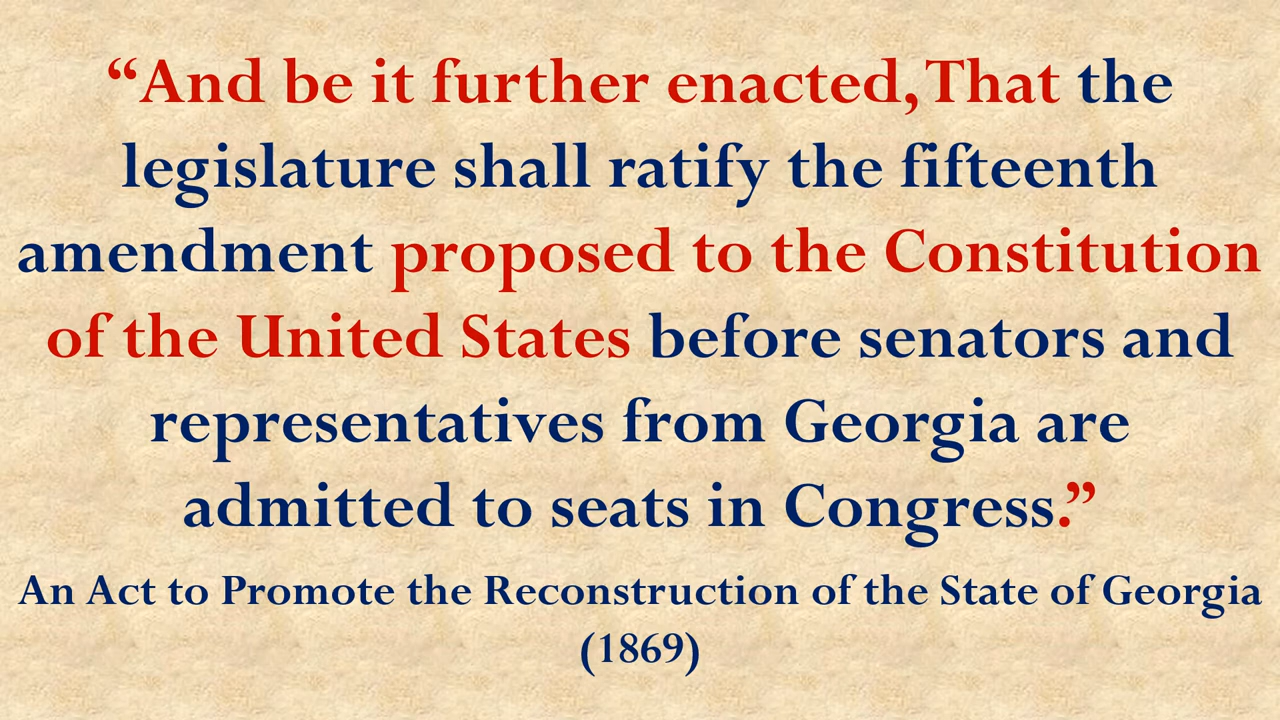 “And be it further enacted, That the
legislature shall ratify the fifteenth
amendment proposed to the Constitution
of the United States before senators and
representatives from Georgia are
admitted to seats in Congress.”
An Act to Promote the Reconstruction of the State of Georgia
(1869)